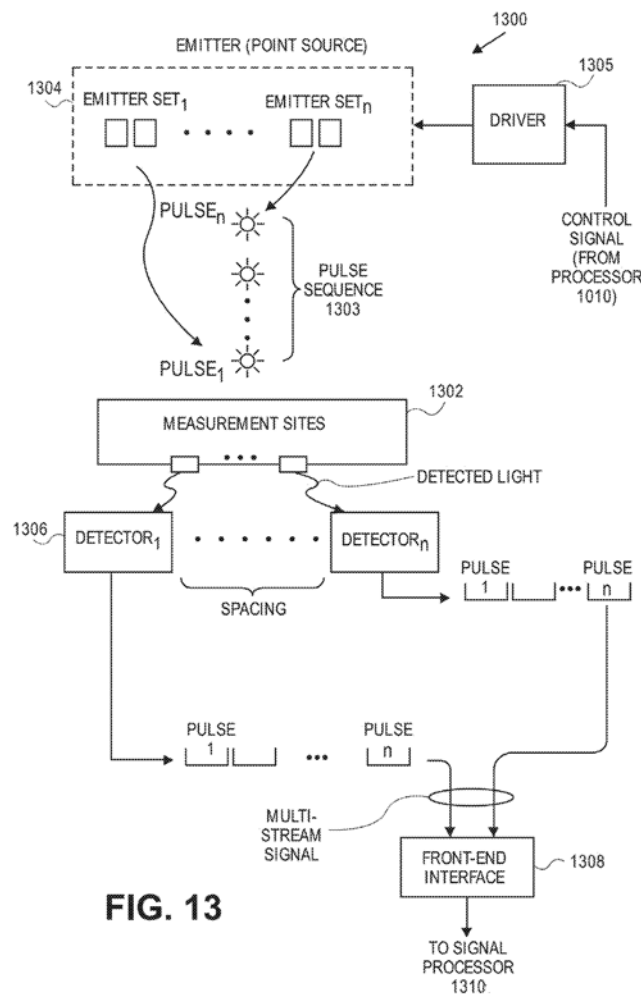 1300
EMITTER (POINT SOURCE)
1304
1305
EMITTER SET1
EMITTER SETn
DRIVER
PULSEn
CONTROL
SIGNAL
(FROM
PROCESSOR
1010)
PULSE
SEQUENCE
1303
PULSE1
1302
MEASUREMENT SITES
DETECTED LIGHT
1306
DETECTOR1
DETECTORn
SPACING
PULSE
1
PULSE
n
PULSE
1
PULSE
n
MULTI-
STREAM
SIGNAL
FRONT-END
INTERFACE
1308
FIG. 13
TO SIGNAL
PROCESSOR
1310